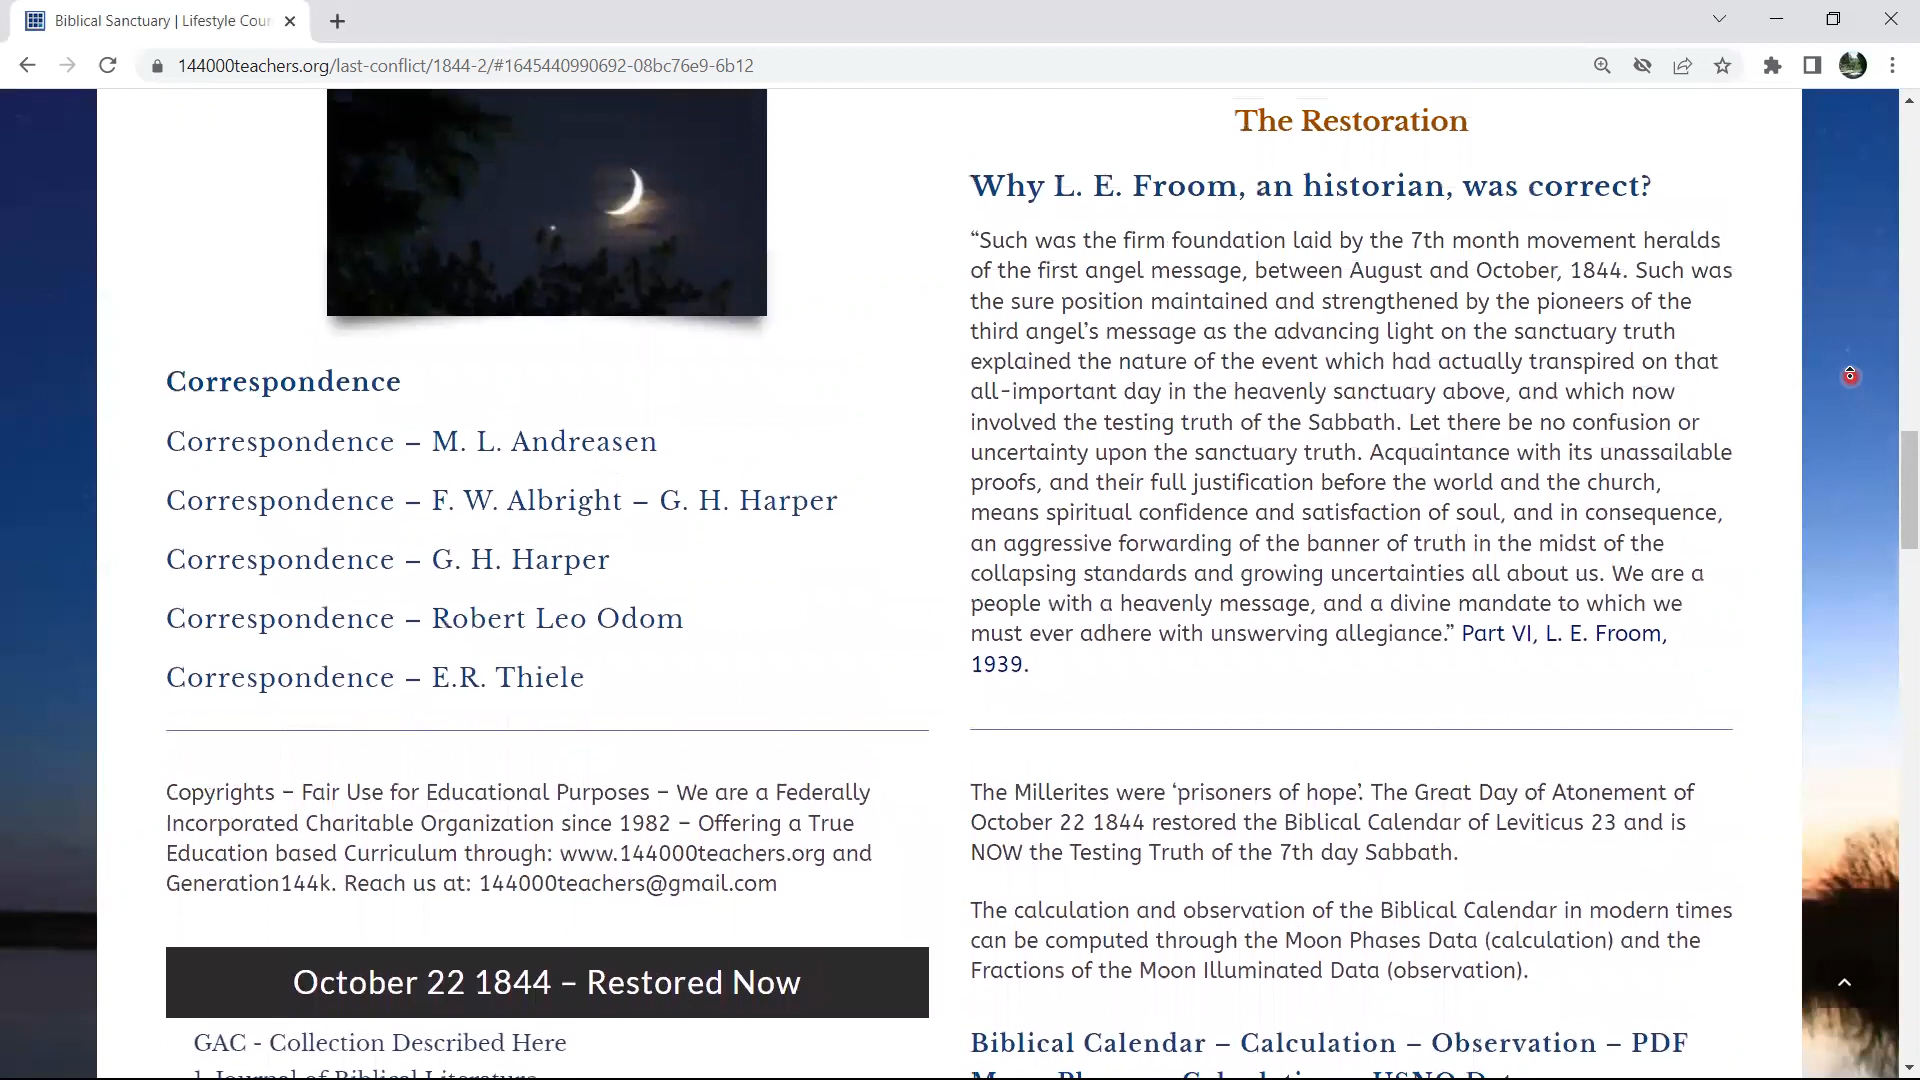 Biblical Sanctuary | Lifestyle Cour
144000teachers.org/last-conflict/1844-2/#1645440990692-08bc76e9-6b12
Correspondence
Correspondence – M. L. Andreasen
Correspondence – F. W. Albright – G. H. Harper
Correspondence – G. H. Harper
Correspondence – Robert Leo Odom
Correspondence – E.R. Thiele
Copyrights – Fair Use for Educational Purposes – We are a Federally
Incorporated Charitable Organization since 1982 – Offering a True
Education based Curriculum through: www.144000teachers.org and
Generation144k. Reach us at: 144000teachers@gmail.com
October 22 1844 – Restored Now
GAC - Collection Described Here
1. Journal of Biblical Literature
The Restoration
Why L. E. Froom, an historian, was correct?
“Such was the firm foundation laid by the 7th month movement heralds
of the first angel message, between August and October, 1844. Such was
the sure position maintained and strengthened by the pioneers of the
third angel’s message as the advancing light on the sanctuary truth
explained the nature of the event which had actually transpired on that
all-important day in the heavenly sanctuary above, and which now
involved the testing truth of the Sabbath. Let there be no confusion or
uncertainty upon the sanctuary truth. Acquaintance with its unassailable
proofs, and their full justification before the world and the church,
means spiritual confidence and satisfaction of soul, and in consequence,
an aggressive forwarding of the banner of truth in the midst of the
collapsing standards and growing uncertainties all about us. We are a
people with a heavenly message, and a divine mandate to which we
must ever adhere with unswerving allegiance.” Part VI, L. E. Froom,
1939.
The Millerites were ‘prisoners of hope’. The Great Day of Atonement of
October 22 1844 restored the Biblical Calendar of Leviticus 23 and is
NOW the Testing Truth of the 7th day Sabbath.
The calculation and observation of the Biblical Calendar in modern times
can be computed through the Moon Phases Data (calculation) and the
Fractions of the Moon Illuminated Data (observation).
Biblical Calendar – Calculation – Observation – PDF